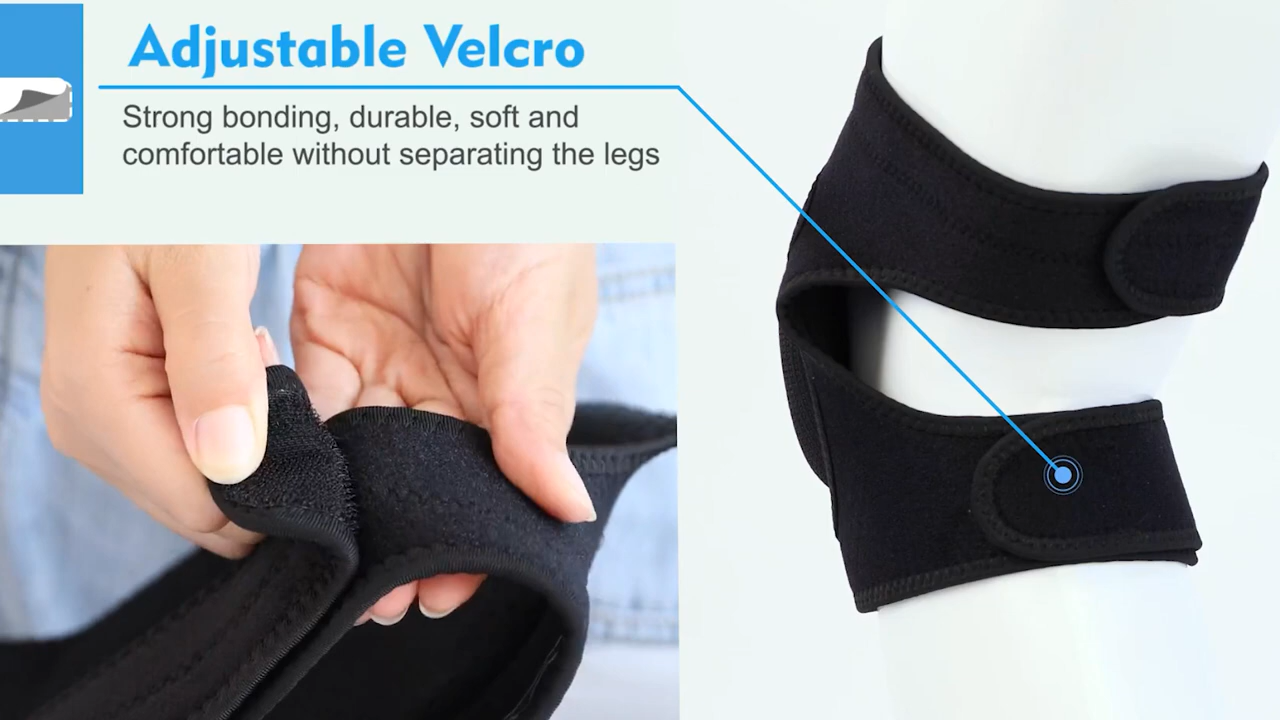 Adjustable Velcro
Strong bonding, durable, soft and
comfortable without separating the legs